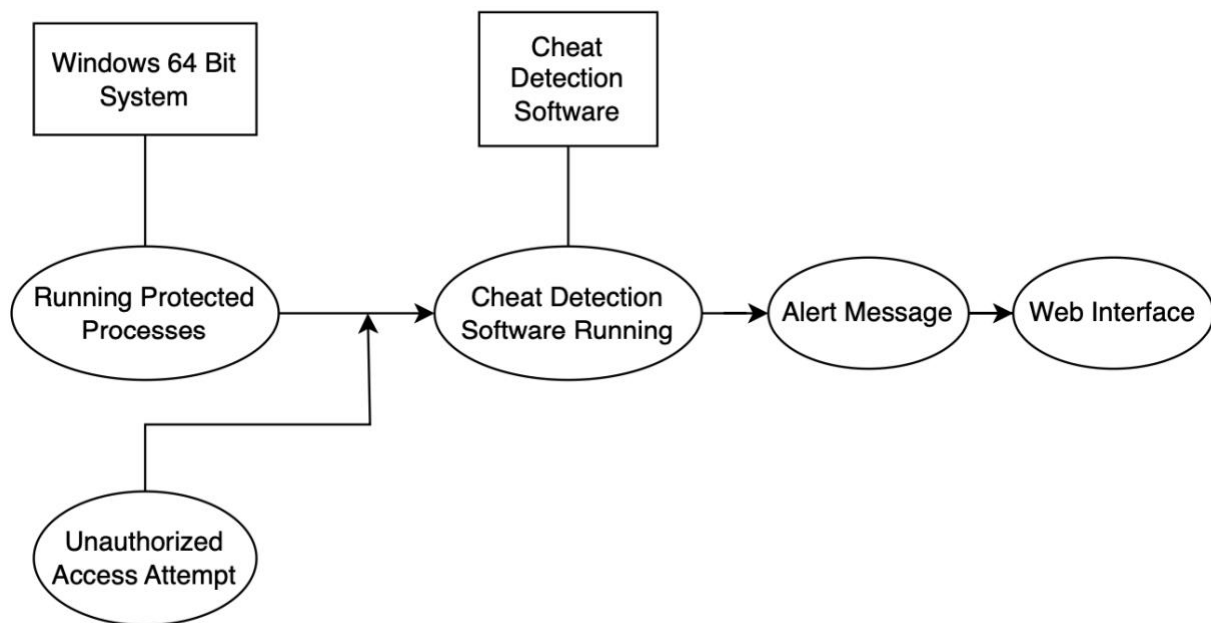 Windows 64 Bit
System
Cheat
Detection
Software
Running Protected
Processes
Cheat Detection
Software Running
Alert Message
Web Interface
Unauthorized
Access Attempt